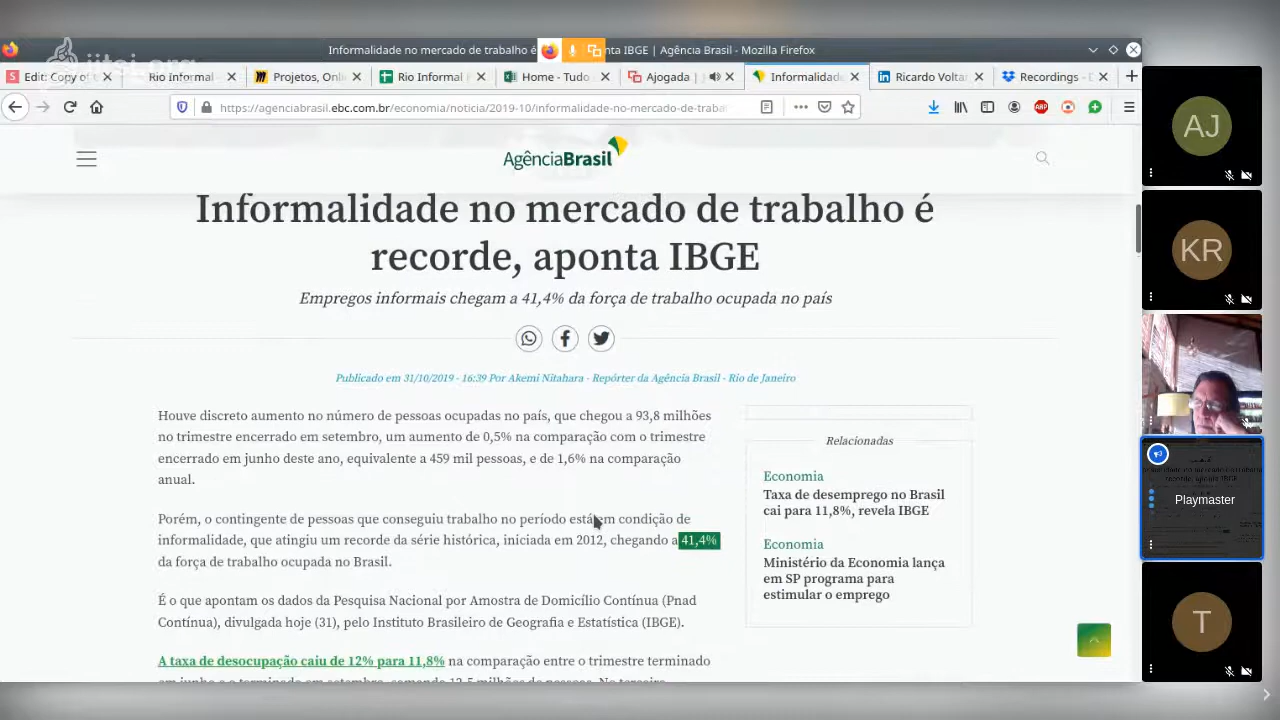 jitsi.org
Informalidade no mercado de trabalho é
nta IBGE | Agência Brasil - Mozilla Firefox
Edit: Copy of
Rio Informal
Projetos, Onl
Rio Informal
Home - Tudo
Ajogada |
Informalidade
Ricardo Volta
Recordings - D
https://agenciabrasil.ebc.com.br/economia/noticia/2019-10/informalidade-no-mercado-de-traba
ABP
AgênciaBrasil
Informalidade no mercado de trabalho é
recorde, aponta IBGE
Empregos informais chegam a 41,4% da força de trabalho ocupada no país
Publicado em 31/10/2019 - 16:39 Por Akemi Nitahara - Repórter da Agência Brasil - Rio de Janeiro
Houve discreto aumento no número de pessoas ocupadas no país, que chegou a 93,8 milhões
no trimestre encerrado em setembro, um aumento de 0,5% na comparação com o trimestre
encerrado em junho deste ano, equivalente a 459 mil pessoas, e de 1,6% na comparação
anual.
Porém, o contingente de pessoas que conseguiu trabalho no período está em condição de
informalidade, que atingiu um recorde da série histórica, iniciada em 2012, chegando a 41,4%
da força de trabalho ocupada no Brasil.
É o que apontam os dados da Pesquisa Nacional por Amostra de Domicílio Contínua (Pnad
Contínua), divulgada hoje (31), pelo Instituto Brasileiro de Geografia e Estatística (IBGE).
A taxa de desocupação caiu de 12% para 11,8% na comparação entre o trimestre terminado
Relacionadas
Economia
Taxa de desemprego no Brasil
cai para 11,8%, revela IBGE
Economia
Ministério da Economia lança
em SP programa para
estimular o emprego
AJ
KR
Playmaster
T